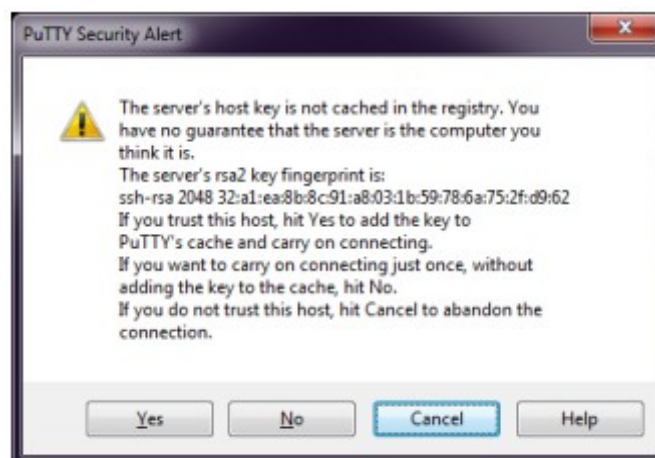 PuTTY Security Alert
The server's host key is not cached in the registry. You
have no guarantee that the server is the computer you
think it is.
The server's rsa2 key fingerprint is:
ssh-rsa 2048 32:a1:ea:8b:8c:91:a8:03:1b:59:78:6a:75:2f:d9:62
If you trust this host, hit Yes to add the key to
PuTTY's cache and carry on connecting.
If you want to carry on connecting just once, without
adding the key to the cache, hit No.
If you do not trust this host, hit Cancel to abandon the
connection.
Yes No Cancel Help